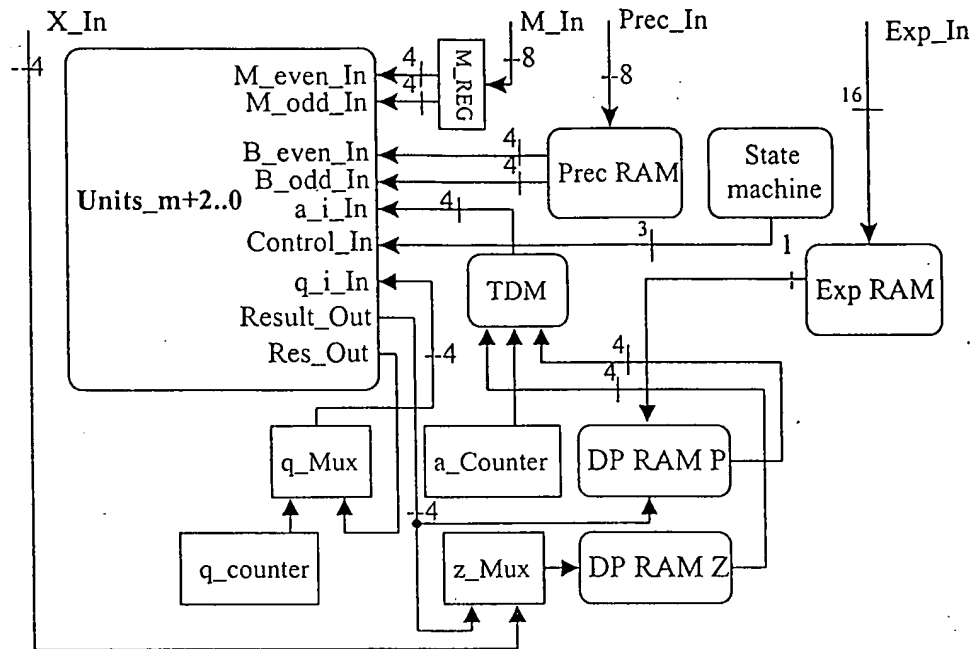 X_In
M_In
Prec_In
Exp_In
4
8
8
16
M_even_In
M_odd_In
4
4
M_REG
B_even_In
B_odd_In
4
4
Prec RAM
State
machine
Units_m+2..0
a_i_In
4
Control_In
3
1
q_i_In
TDM
Exp RAM
Result_Out
Res_Out
4
4
4
q_Mux
a_Counter
DP RAM P
4
q_counter
z_Mux
DP RAM Z